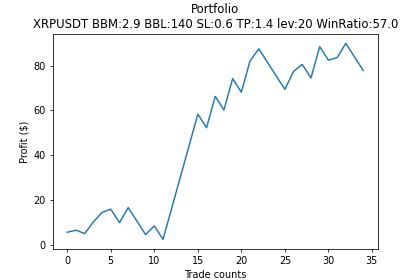 Portfolio
XRPUSDT BBM:2.9 BBL:140 SL:0.6 TP:1.4 lev:20 WinRatio:57.0
80
60
40
20
0
Profit ($)
0 5 10 15 20 25 30 35
Trade counts